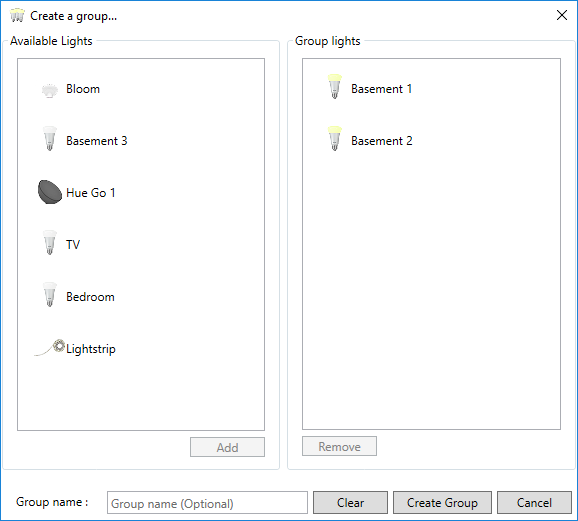 Create a group...
Available Lights
Bloom
Basement 3
Hue Go 1
TV
Bedroom
Lightstrip
Add
Group lights
Basement 1
Basement 2
Remove
Group name :
Group name (Optional)
Clear
Create Group
Cancel